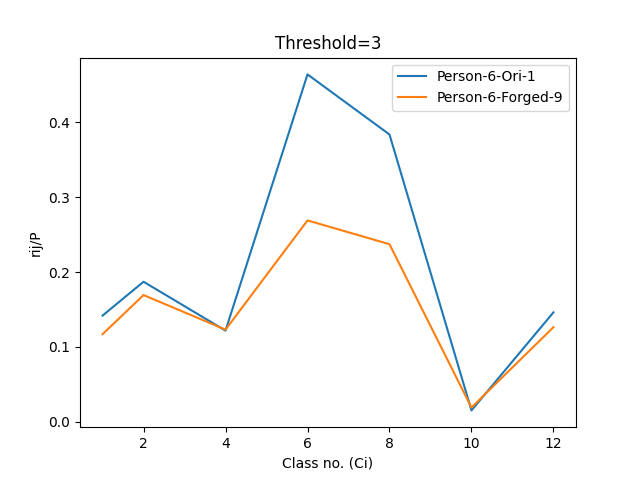 Threshold=3
Person-6-Ori-1
Person-6-Forged-9
rij/P
0.4
0.3
0.2
0.1
0.0
2 4 6 8 10 12
Class no. (Ci)